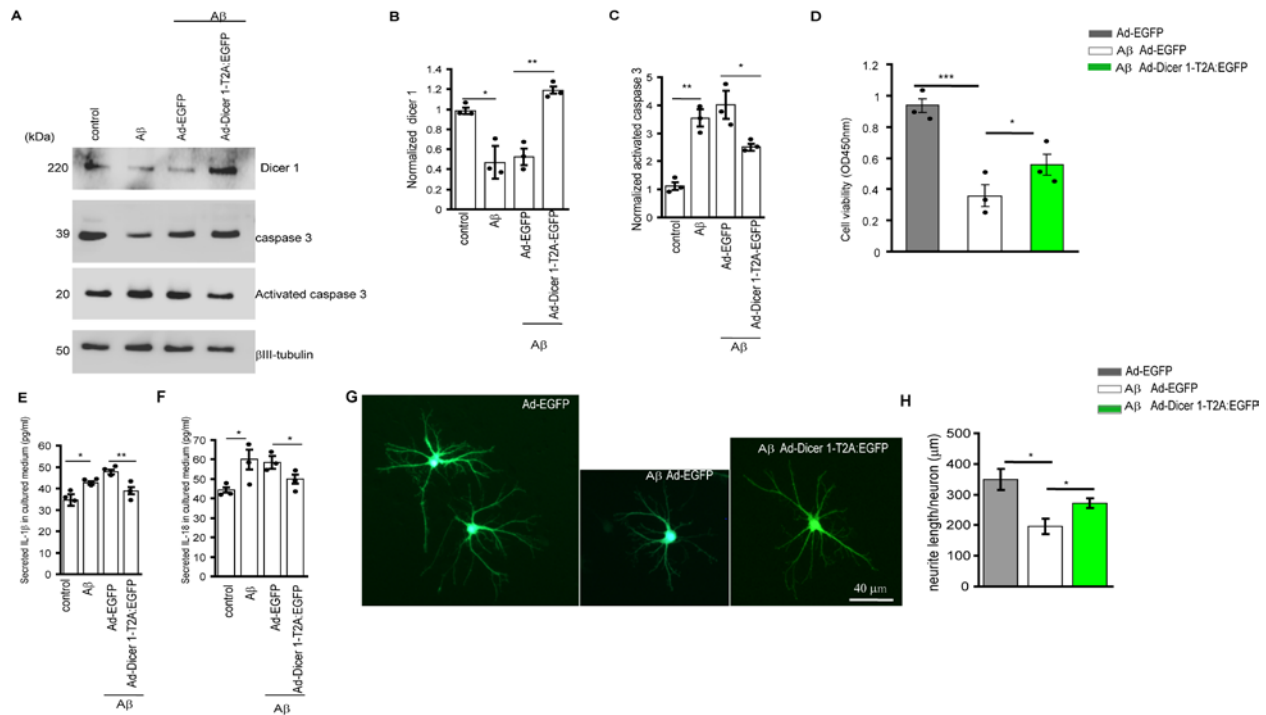 A
Aβ
(kDa)
control
Aβ
Ad-EGFP
Ad-Dicer 1-T2A:EGFP
220
Dicer 1
39
caspase 3
20
Activated caspase 3
50
βIII-tubulin
B
Normalized dicer 1
1.4
1.2
1
0.8
0.6
0.4
0.2
0
*
**
control
Aβ
Ad-EGFP
Ad-Dicer 1-T2A-EGFP
Aβ
C
Normalized activated caspase 3
5
4
3
2
1
0
**
*
control
Aβ
Ad-EGFP
Ad-Dicer 1-T2A-EGFP
Aβ
D
Cell viability (OD450nm)
1.2
1
0.8
0.6
0.4
0.2
0
***
*
Ad-EGFP
Aβ Ad-EGFP
Aβ Ad-Dicer 1-T2A:EGFP
E
Secreted IL-1β in cultured medium (pg/ml)
60
50
40
30
20
10
0
*
**
control
Aβ
Ad-EGFP
Ad-Dicer 1-T2A:EGFP
Aβ
F
Secreted IL-18 in cultured medium (pg/ml)
70
60
50
40
30
20
10
0
*
*
control
Aβ
Ad-EGFP
Ad-Dicer 1-T2A:EGFP
Aβ
G
Ad-EGFP
Aβ Ad-EGFP
Aβ Ad-Dicer 1-T2A:EGFP
40 μm
H
Ad-EGFP
Aβ Ad-EGFP
Aβ Ad-Dicer 1-T2A:EGFP
neurite length/neuron (μm)
500
400
300
200
100
0
*
*